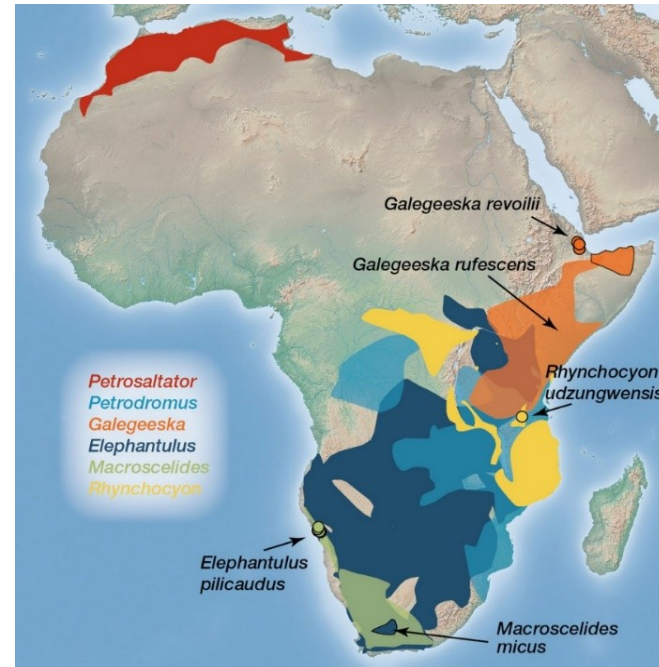 Galegeeska revoilii
Galegeeska rufescens
Rhynchocyon
udzungwensis
Petrosaltator
Petrodromus
Galegeeska
Elephantulus
Macroscelides
Rhynchocyon
Elephantulus
pilicaudus
Macroscelides
micus